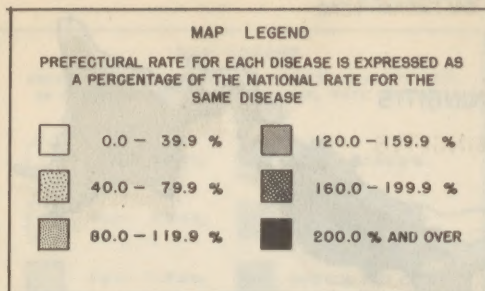 MAP LEGEND
PREFECTURAL RATE FOR EACH DISEASE IS EXPRESSED AS
A PERCENTAGE OF THE NATIONAL RATE FOR THE
SAME DISEASE
0.0 – 39.9 %
40.0 – 79.9 %
80.0 – 119.9 %
120.0 – 159.9 %
160.0 – 199.9 %
200.0 % AND OVER